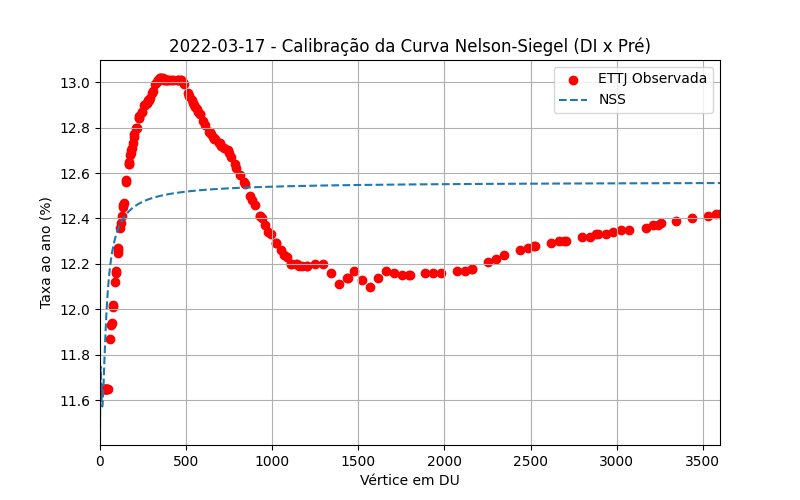 2022-03-17 - Calibração da Curva Nelson-Siegel (DI x Pré)
ETTJ Observada
NSS
Taxa ao ano (%)
13.0
12.8
12.6
12.4
12.2
12.0
11.8
11.6
0 500 1000 1500 2000 2500 3000 3500
Vértice em DU